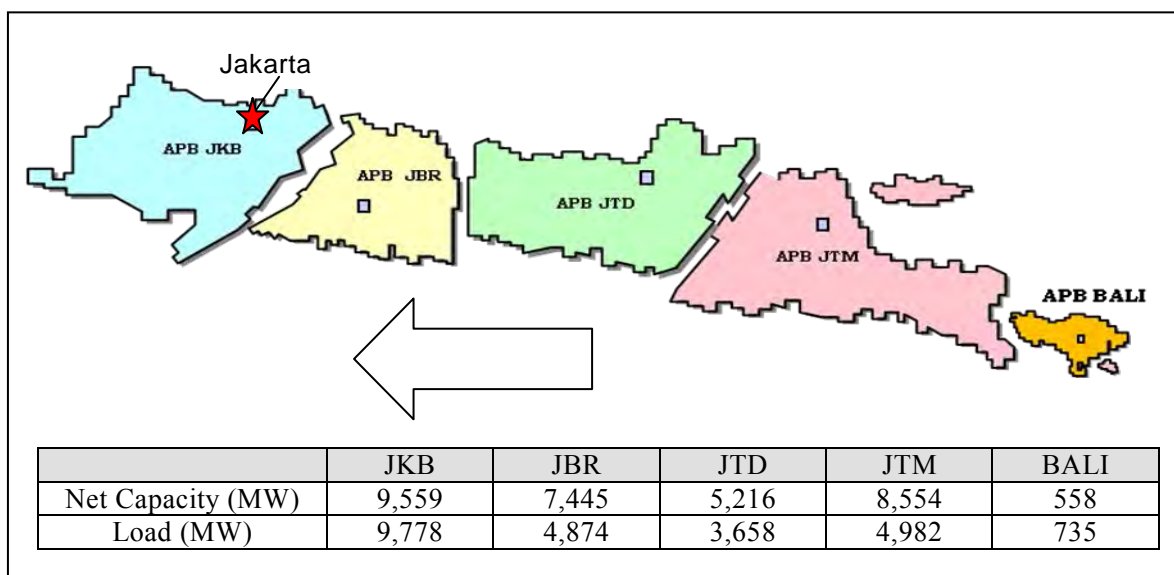 Jakarta
APB JKB
APB JBR
APB JTD
APB JTM
APB BALI
JKB JBR JTD JTM BALI
Net Capacity (MW) 9,559 7,445 5,216 8,554 558
Load (MW) 9,778 4,874 3,658 4,982 735